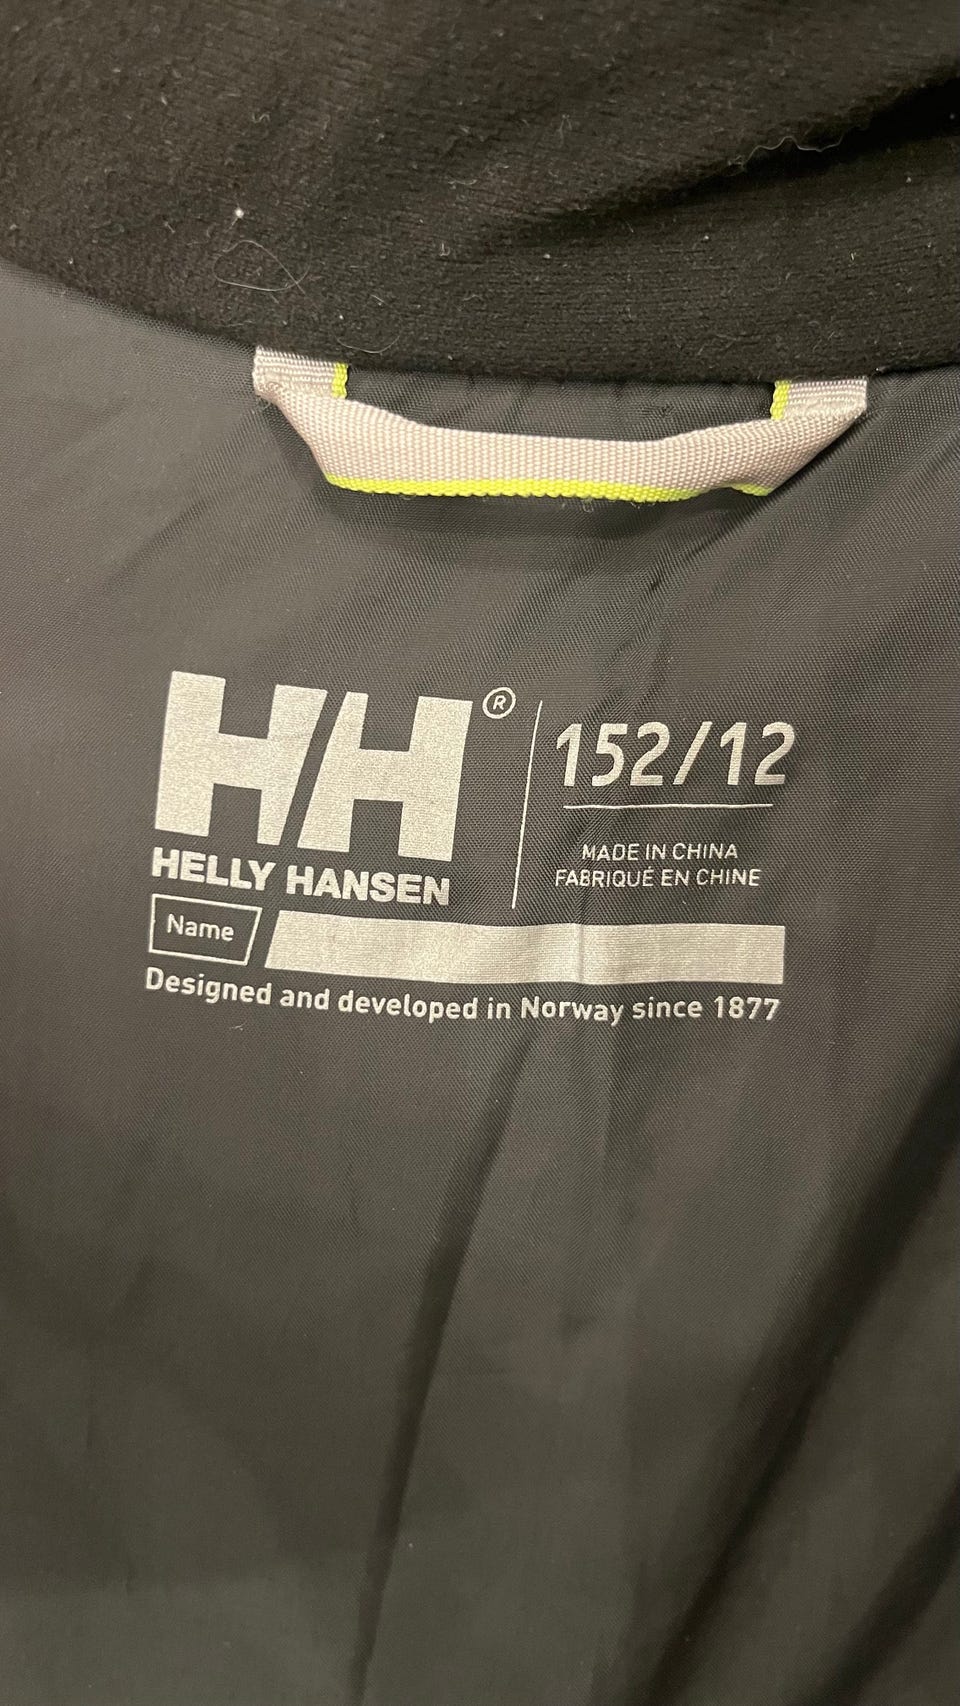 HH®
HELLY HANSEN
152/12
MADE IN CHINA
FABRIQUÉ EN CHINE
Name
Designed and developed in Norway since 1877